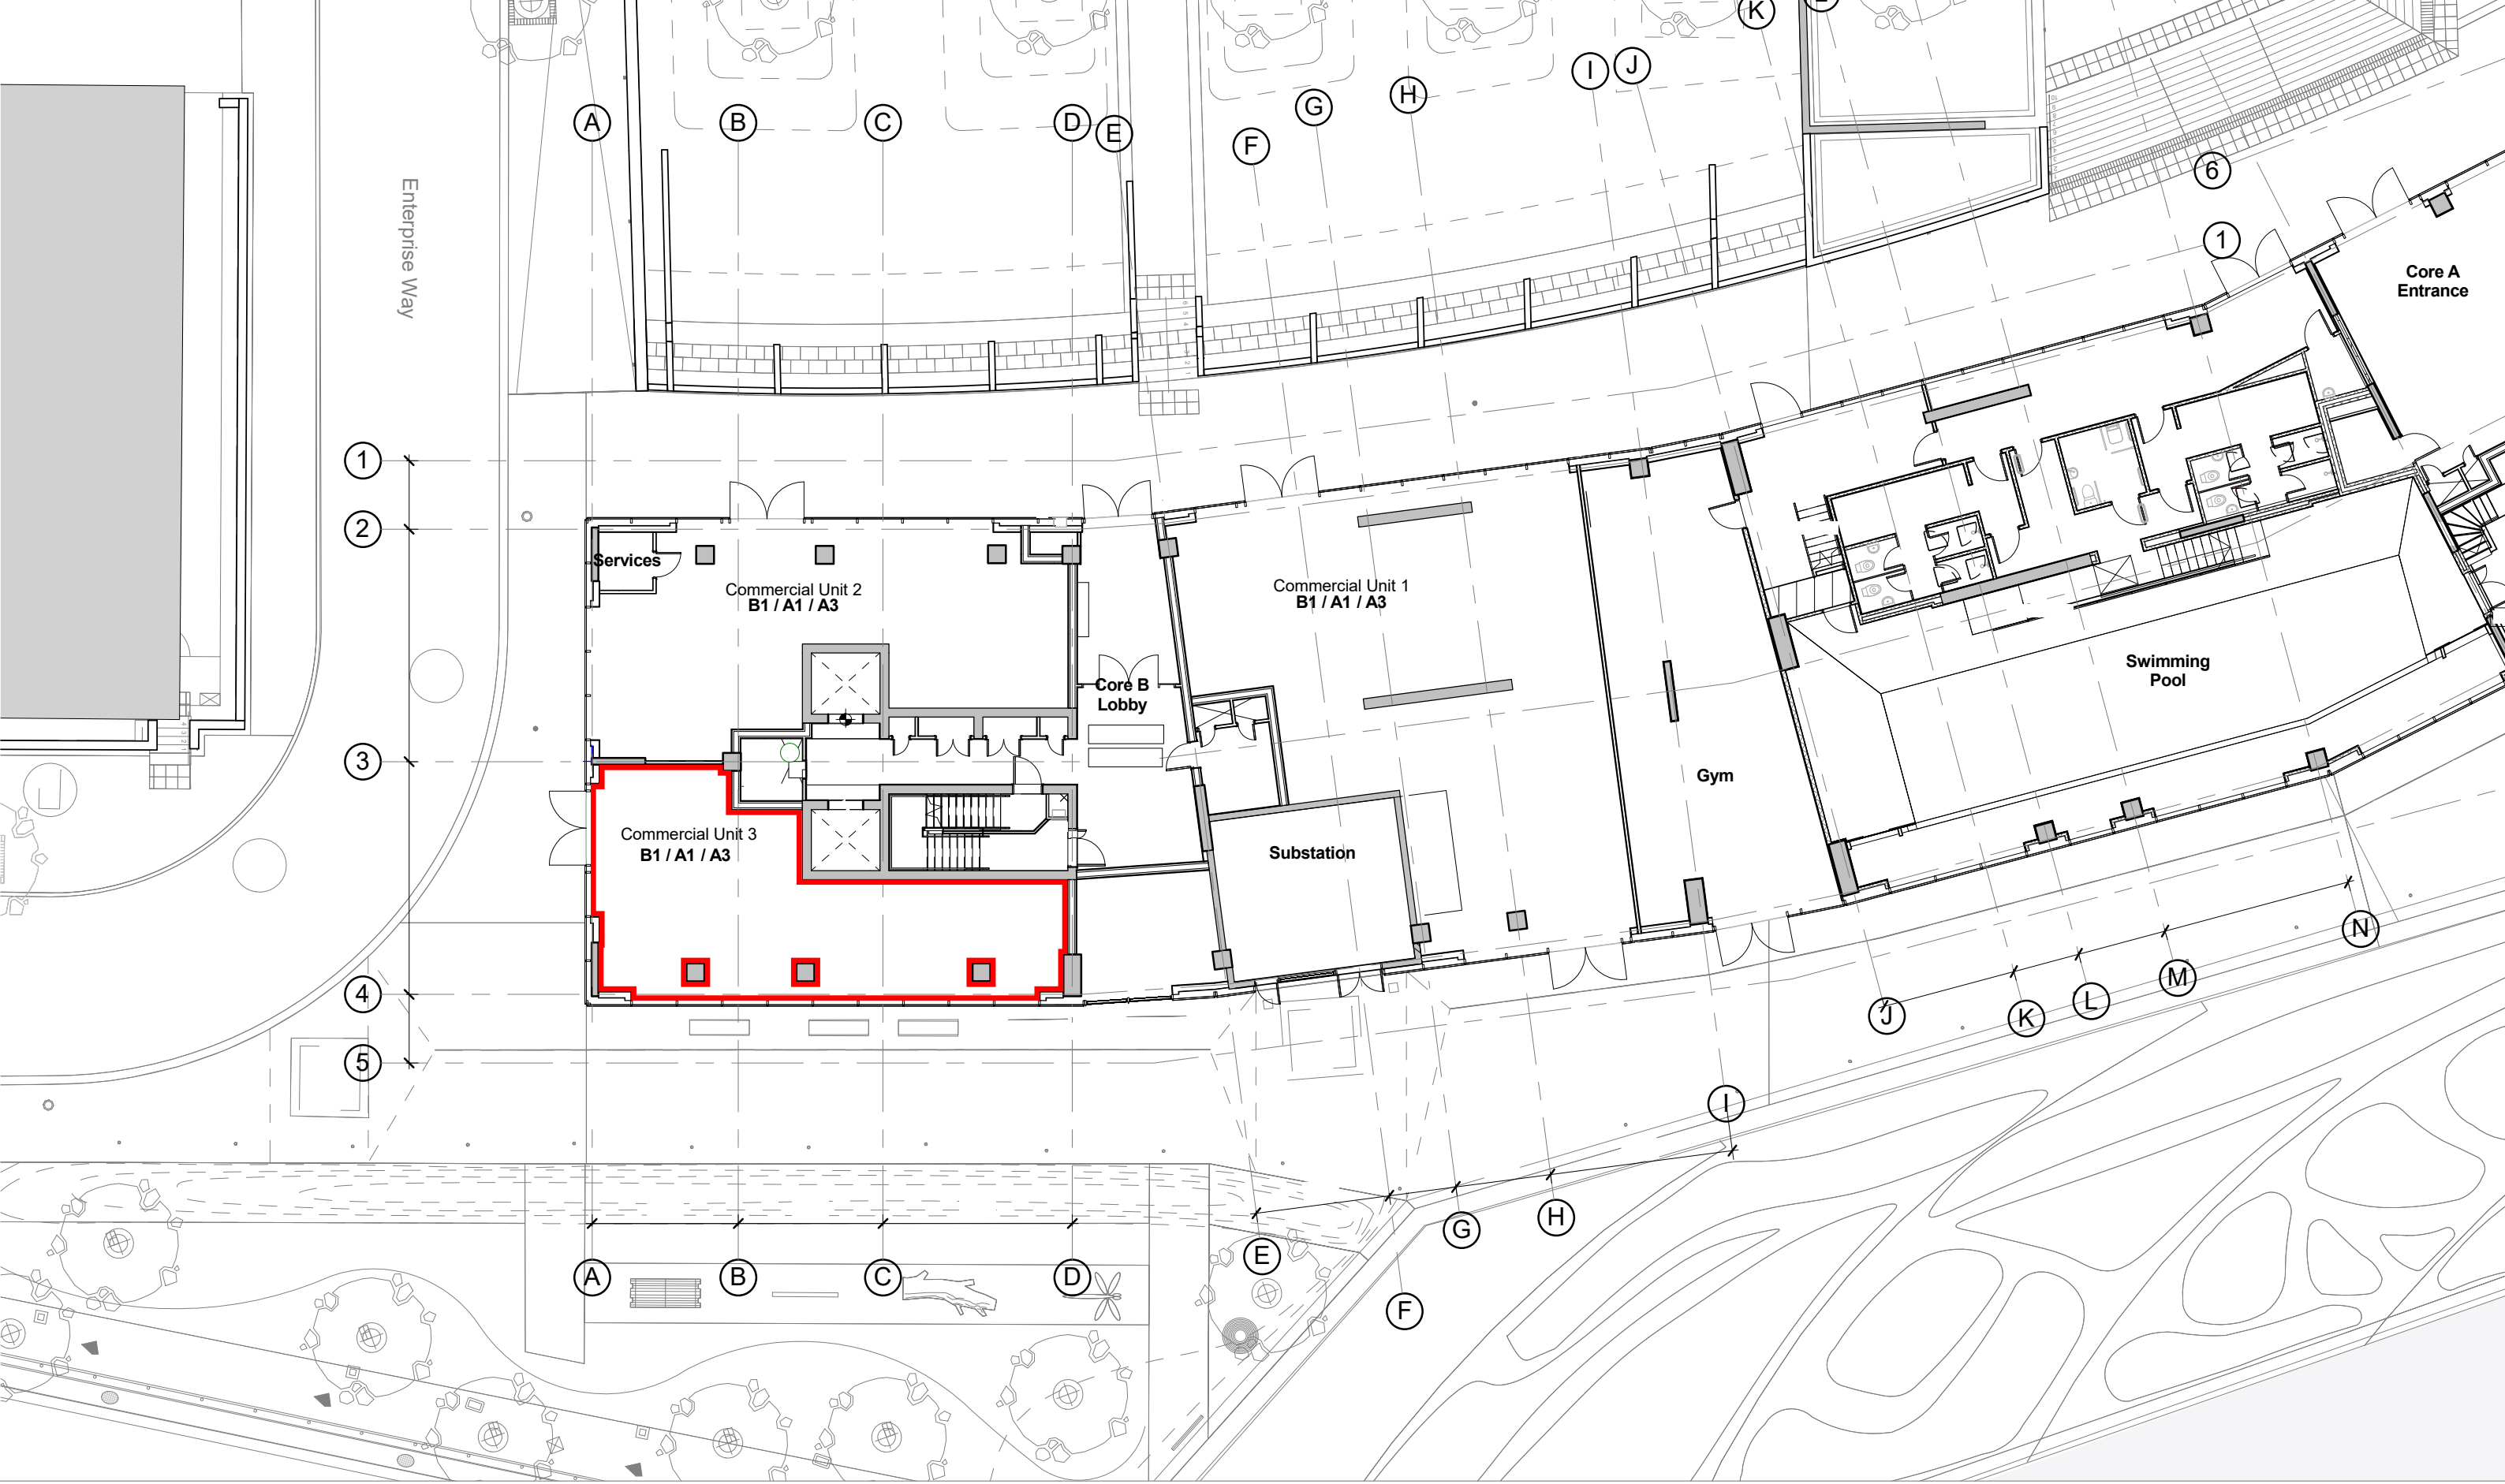 K
I
J
H
G
A
B
C
D
E
F
6
1
Enterprise Way
Core A
Entrance
1
2
3
4
5
Services
Commercial Unit 2
B1 / A1 / A3
Commercial Unit 1
B1 / A1 / A3
Core B
Lobby
Swimming
Pool
Gym
Commercial Unit 3
B1 / A1 / A3
Substation
N
M
L
K
J
I
H
G
E
F
A
B
C
D